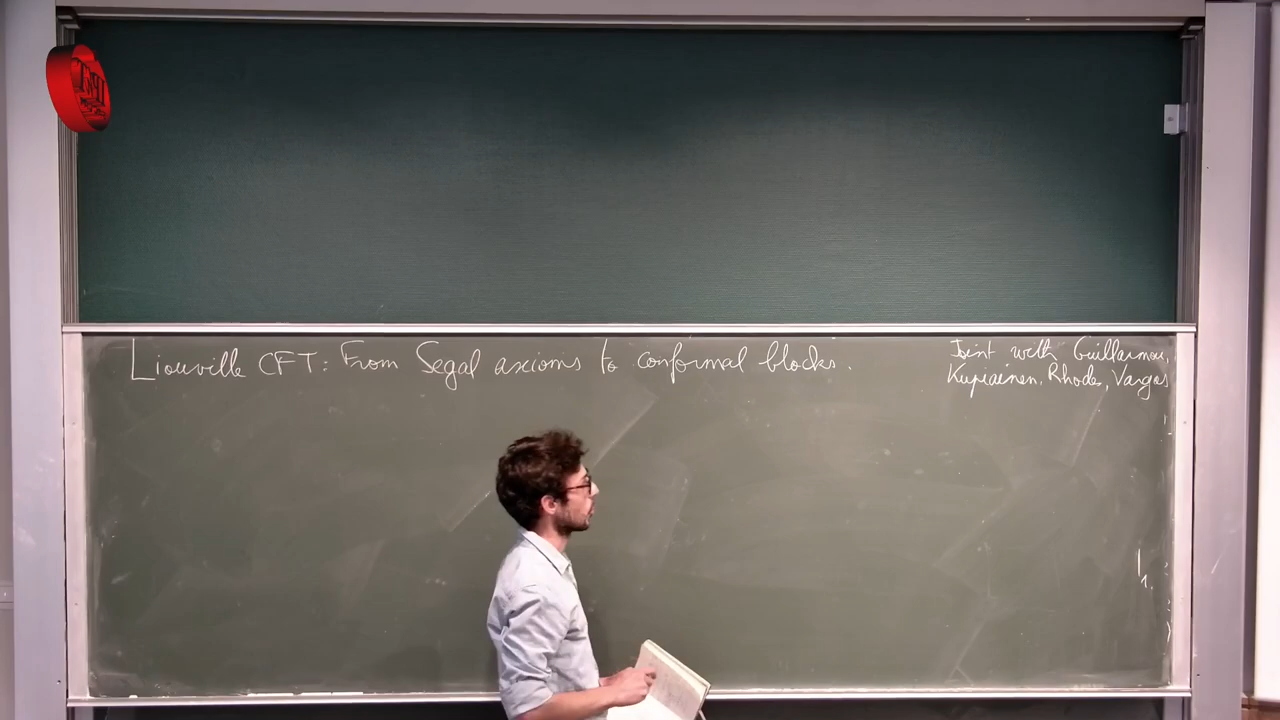 Liouville CFT: From Segal axioms to conformal blocks.
Joint with Guillarmou,
Kupiainen, Rhodes, Vargas